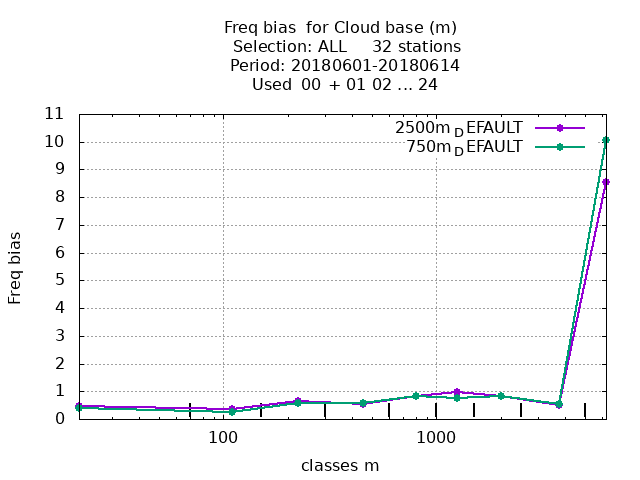 Freq bias  for Cloud base (m)
Selection: ALL     32 stations
Period: 20180601-20180614
Used  00 + 01 02 ... 24
11
10
9
8
7
6
5
4
3
2
1
0
Freq bias
2500m_DEFAULT
750m_DEFAULT
100
1000
classes m